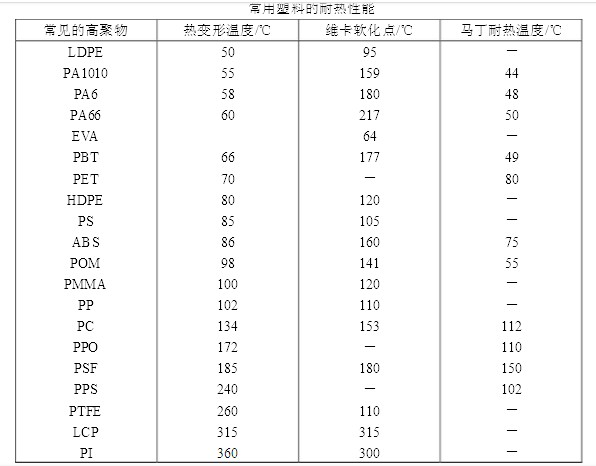 常用塑料的耐热性能
常见的高聚物 热变形温度/℃ 维卡软化点/℃ 马丁耐热温度/℃
LDPE 50 95 —
PA1010 55 159 44
PA6 58 180 48
PA66 60 217 50
EVA 64 —
PBT 66 177 49
PET 70 — 80
HDPE 80 120 —
PS 85 105 —
ABS 86 160 75
POM 98 141 55
PMMA 100 120 —
PP 102 110 —
PC 134 153 112
PPO 172 — 110
PSF 185 180 150
PPS 240 — 102
PTFE 260 110 —
LCP 315 315 —
PI 360 300 —